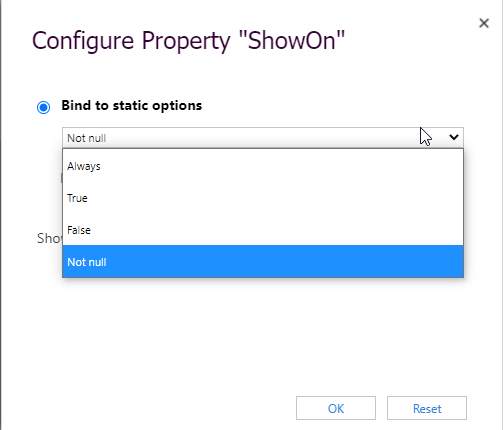 Configure Property "ShowOn"
Bind to static options
Not null
Always
True
False
Show
Not null
OK
Reset